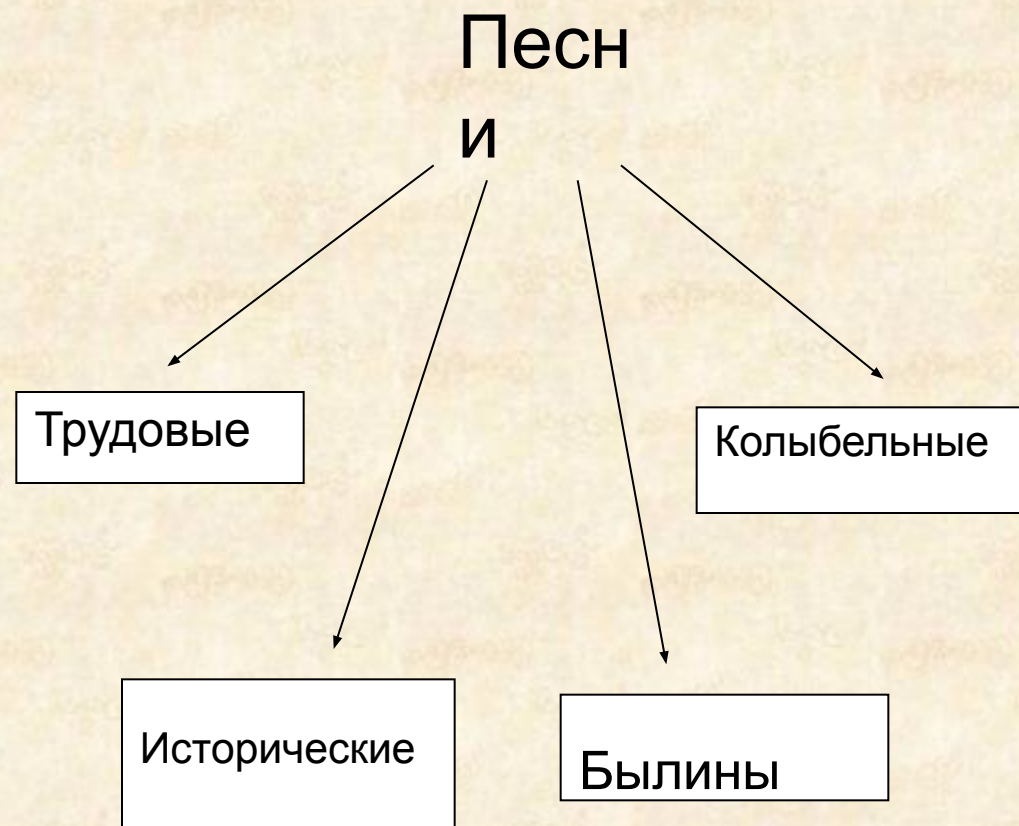 Песн
и
Трудовые
Колыбельные
Исторические
Былины